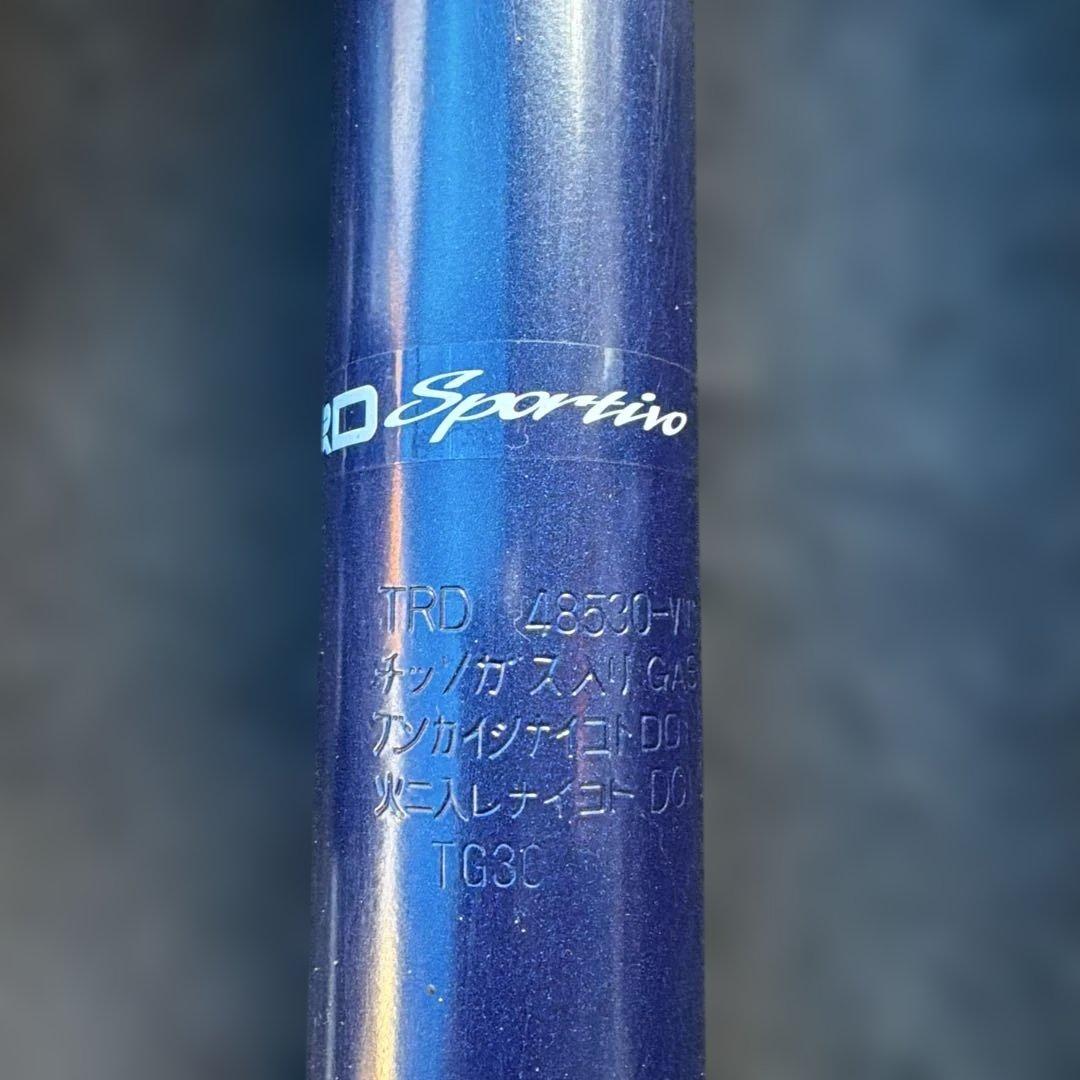 RD Sportivo
TRD 48530-V
チッソガス入リ GAS
ブンカイシナイコト DO
火ニ入レナイコト DO
TG30